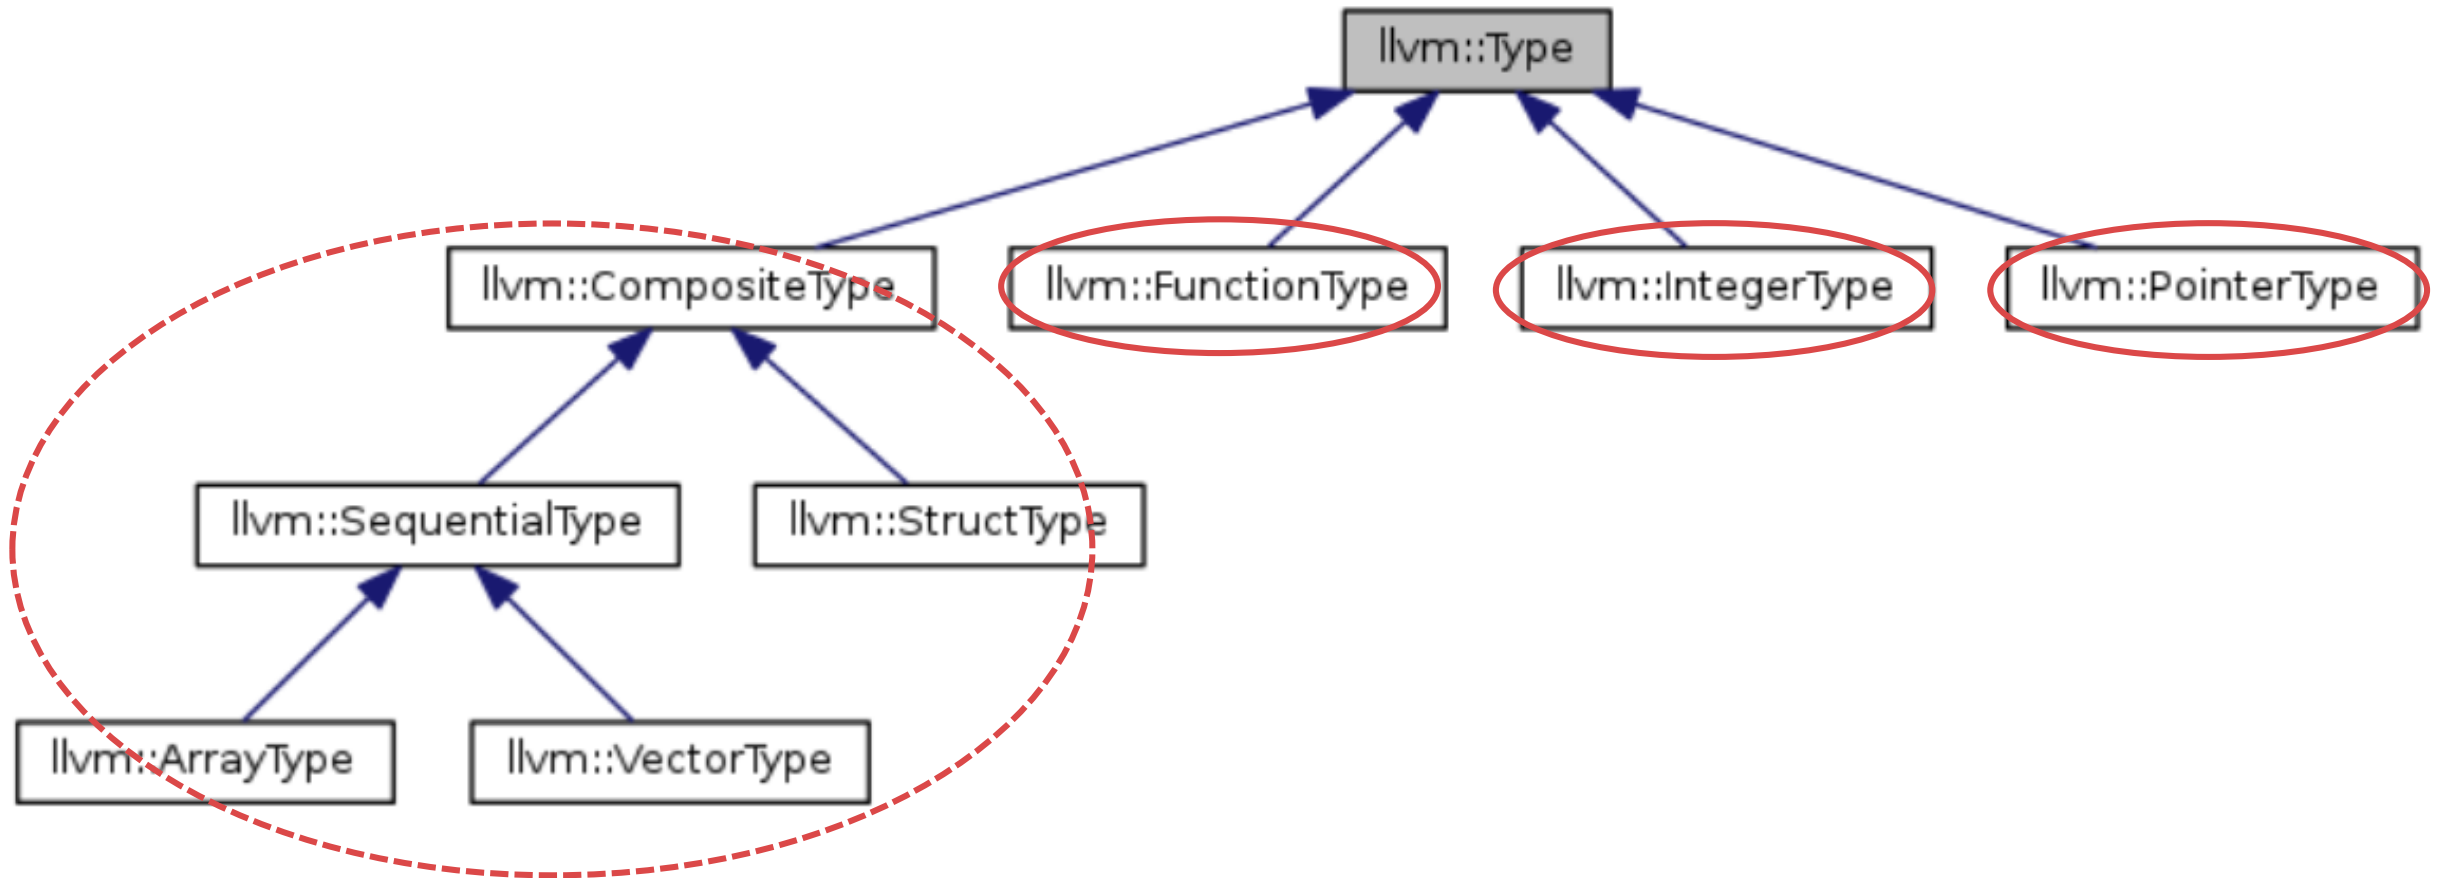 llvm::Type
llvm::CompositeType
llvm::FunctionType
llvm::IntegerType
llvm::PointerType
llvm::SequentialType
llvm::StructType
llvm::ArrayType
llvm::VectorType